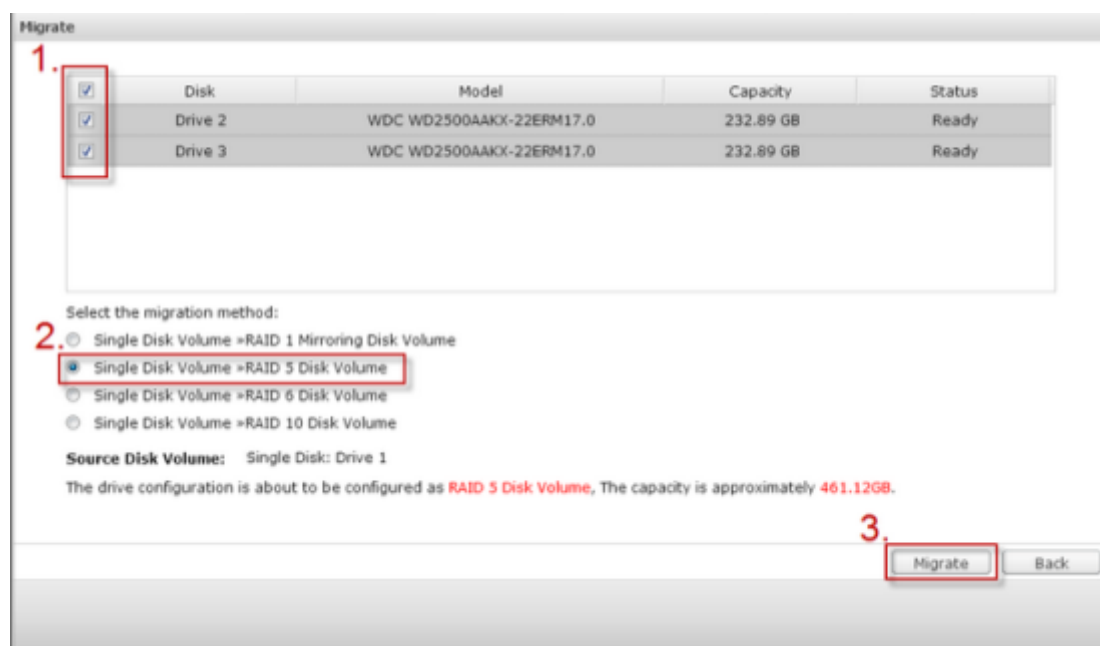 Migrate
1.
Disk Model Capacity Status
Drive 2 WDC WD2500AAKX-22ERM17.0 232.89 GB Ready
Drive 3 WDC WD2500AAKX-22ERM17.0 232.89 GB Ready
Select the migration method:
2.
Single Disk Volume »RAID 1 Mirroring Disk Volume
Single Disk Volume »RAID 5 Disk Volume
Single Disk Volume »RAID 6 Disk Volume
Single Disk Volume »RAID 10 Disk Volume
Source Disk Volume: Single Disk: Drive 1
The drive configuration is about to be configured as RAID 5 Disk Volume, The capacity is approximately 461.12GB.
3.
Migrate Back